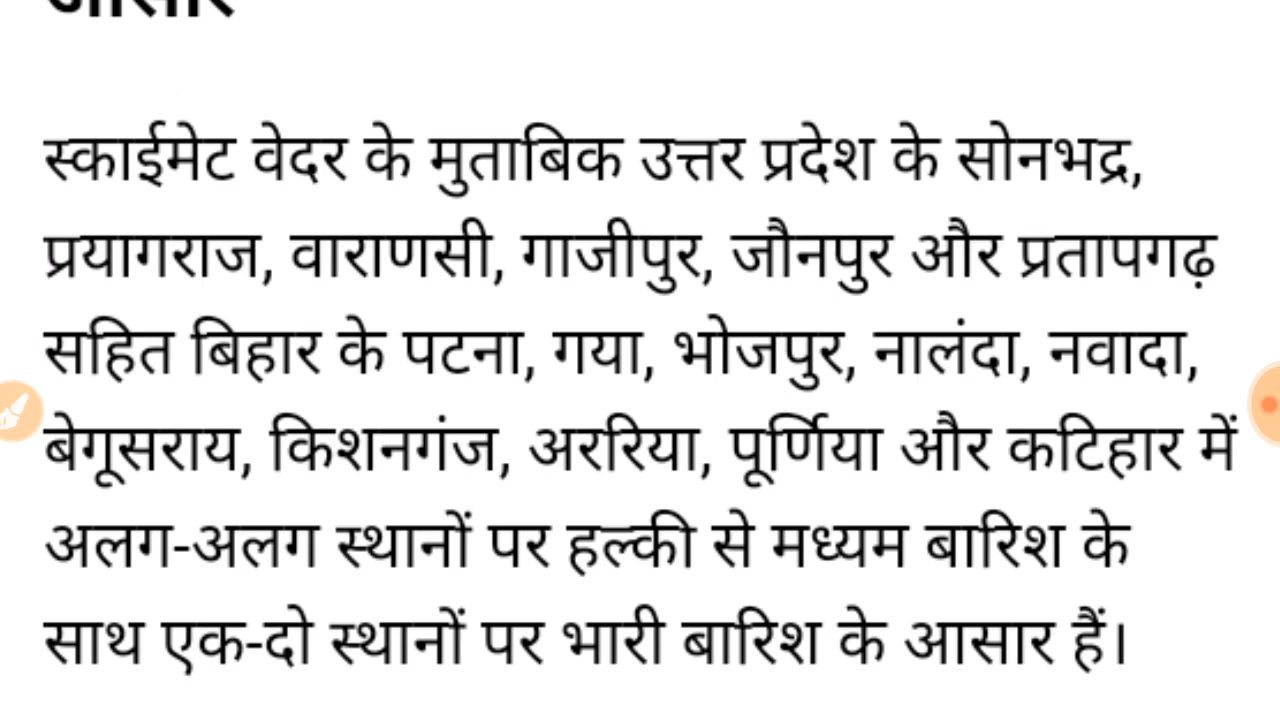 आसार
स्काईमेट वेदर के मुताबिक उत्तर प्रदेश के सोनभद्र,
प्रयागराज, वाराणसी, गाजीपुर, जौनपुर और प्रतापगढ़
सहित बिहार के पटना, गया, भोजपुर, नालंदा, नवादा,
बेगूसराय, किशनगंज, अररिया, पूर्णिया और कटिहार में
अलग-अलग स्थानों पर हल्की से मध्यम बारिश के
साथ एक-दो स्थानों पर भारी बारिश के आसार हैं।